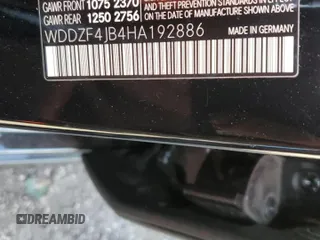 GAWR FRONT 1075 2370
GAWR REAR 1250 2756
AND THEFT PREVENTION STANDARDS
IN EFFECT ON THE DATE OF
MANUFACTURE SHOWN ABOVE.
WDDZF4JB4HA192886
MADE IN GERMANY
DREAMBID